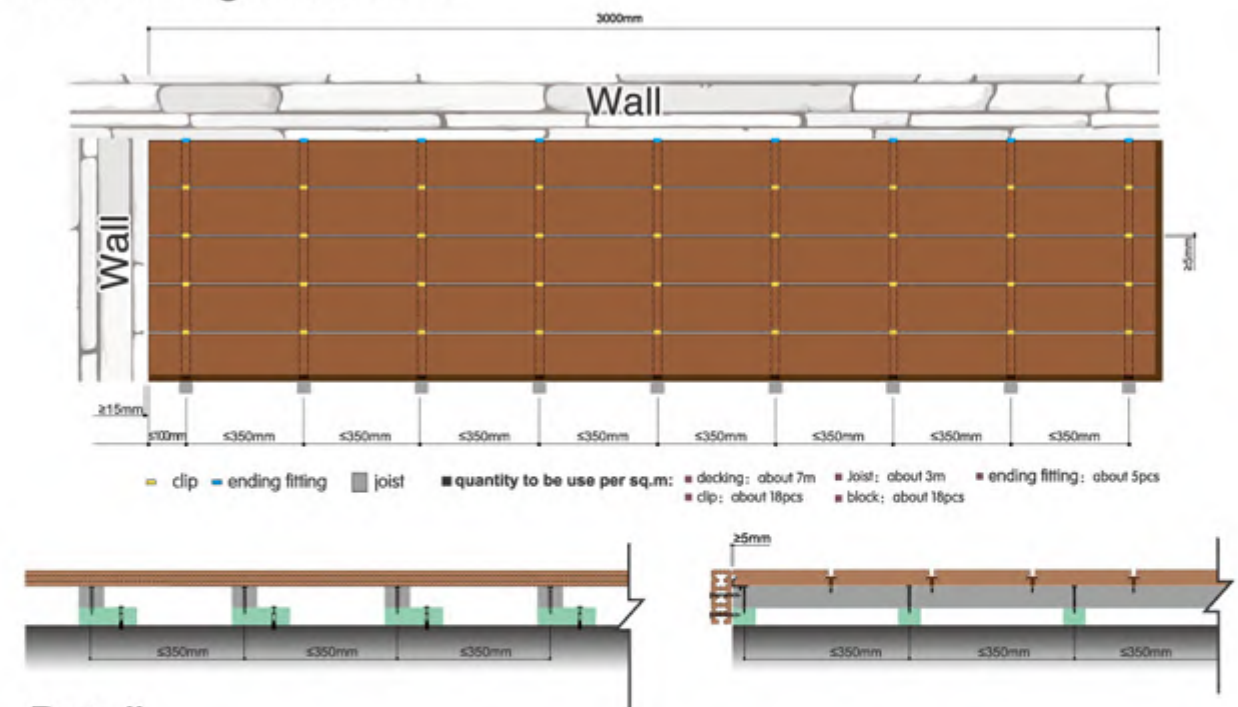 3000mm
Wall
Wall
≥5mm
≥15mm
≤100mm ≤350mm ≤350mm ≤350mm ≤350mm ≤350mm ≤350mm ≤350mm ≤350mm
clip ending fitting joist quantity to be use per sq.m: decking: about 7m Joist: about 3m ending fitting: about 5pcs
clip: about 18pcs block: about 18pcs
≥5mm
≤350mm ≤350mm ≤350mm
≤350mm ≤350mm ≤350mm